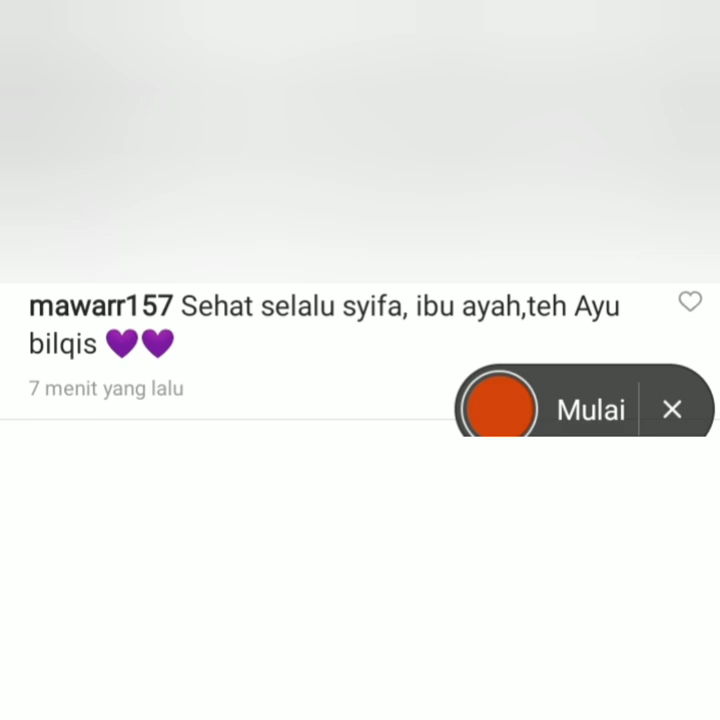 mawarr157 Sehat selalu syifa, ibu ayah,teh Ayu
bilqis 💜💜
7 menit yang lalu
Mulai